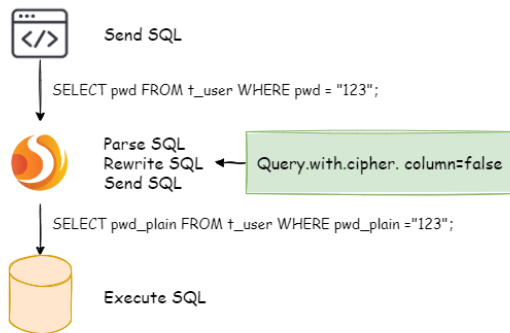 </>
Send SQL
SELECT pwd FROM t_user WHERE pwd = "123";
Parse SQL
Rewrite SQL
Send SQL
Query.with.cipher. column=false
SELECT pwd_plain FROM t_user WHERE pwd_plain ="123";
Execute SQL